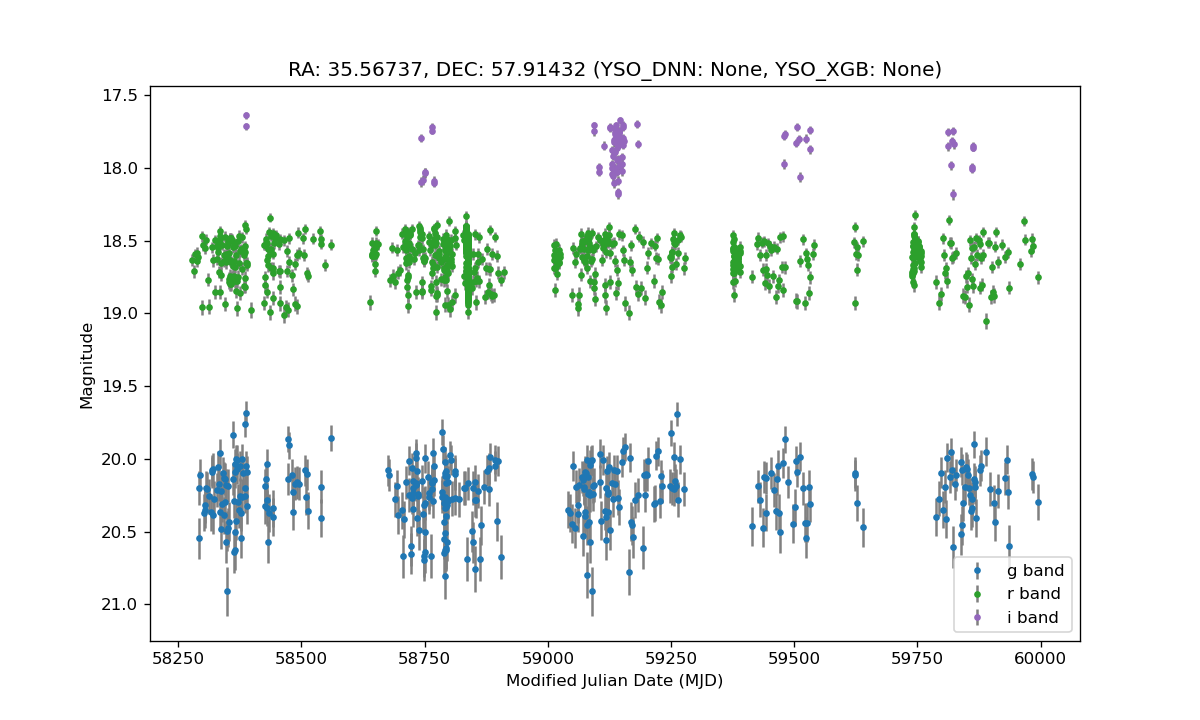 RA: 35.56737, DEC: 57.91432 (YSO_DNN: None, YSO_XGB: None)
17.5
18.0
18.5
19.0
19.5
20.0
20.5
21.0
Magnitude
g band
r band
i band
58250 58500 58750 59000 59250 59500 59750 60000
Modified Julian Date (MJD)